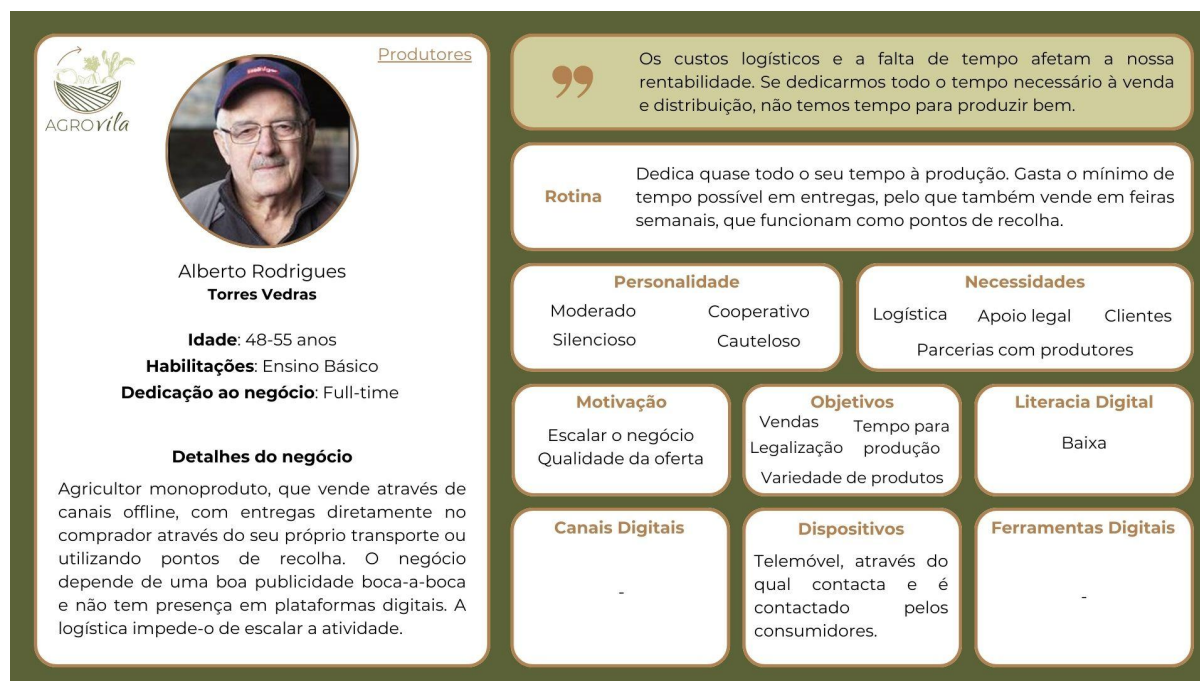 Produtores
AGROvila
Alberto Rodrigues
Torres Vedras
Idade: 48-55 anos
Habilitações: Ensino Básico
Dedicação ao negócio: Full-time
Detalhes do negócio
Agricultor monoproduto, que vende através de
canais offline, com entregas diretamente no
comprador através do seu próprio transporte ou
utilizando pontos de recolha. O negócio
depende de uma boa publicidade boca-a-boca
e não tem presença em plataformas digitais. A
logística impede-o de escalar a atividade.
Os custos logísticos e a falta de tempo afetam a nossa
rentabilidade. Se dedicarmos todo o tempo necessário à venda
e distribuição, não temos tempo para produzir bem.
Rotina
Dedica quase todo o seu tempo à produção. Gasta o mínimo de
tempo possível em entregas, pelo que também vende em feiras
semanais, que funcionam como pontos de recolha.
Personalidade
Moderado Cooperativo
Silencioso Cauteloso
Necessidades
Logística Apoio legal Clientes
Parcerias com produtores
Motivação
Escalar o negócio
Qualidade da oferta
Objetivos
Vendas
Legalização
Tempo para
produção
Variedade de produtos
Literacia Digital
Baixa
Canais Digitais
-
Dispositivos
Telemóvel, através do
qual contacta e é
contactado pelos
consumidores.
Ferramentas Digitais
-